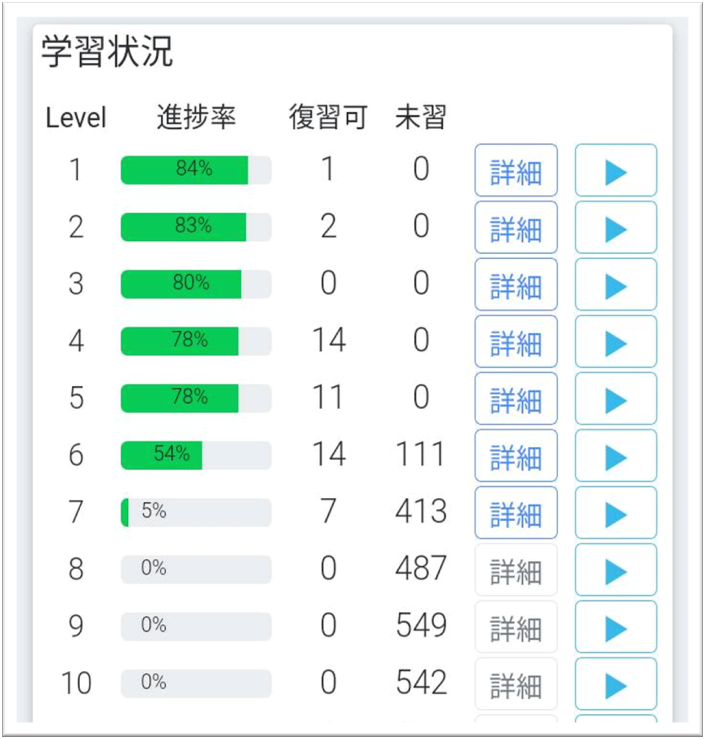 学習状況
Level 進捗率 復習可 未習
1 84% 1 0 詳細
2 83% 2 0 詳細
3 80% 0 0 詳細
4 78% 14 0 詳細
5 78% 11 0 詳細
6 54% 14 111 詳細
7 5% 7 413 詳細
8 0% 0 487 詳細
9 0% 0 549 詳細
10 0% 0 542 詳細